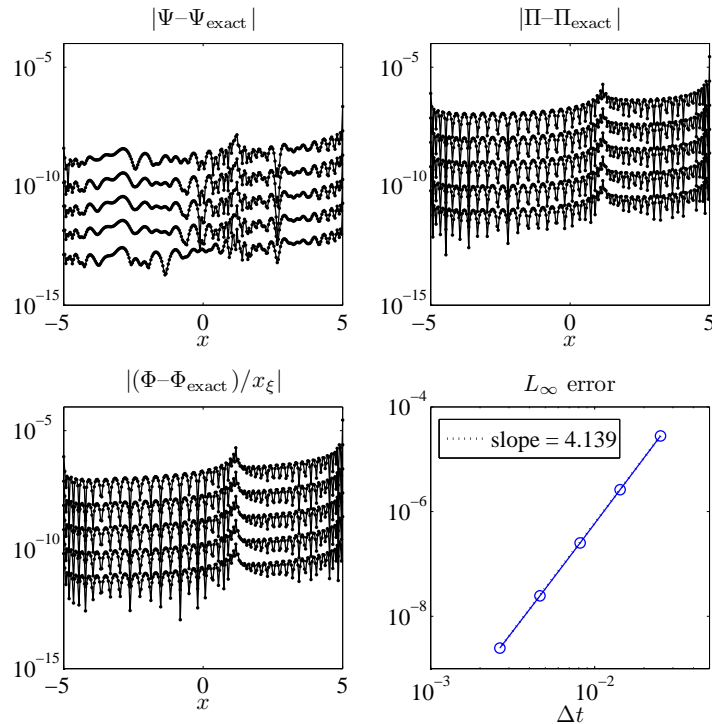 |Ψ–Ψexact|
10⁻⁵
10⁻¹⁰
10⁻¹⁵
−5 0 5
x
|Π–Πexact|
10⁻⁵
10⁻¹⁰
10⁻¹⁵
−5 0 5
x
|(Φ–Φexact)/xξ|
10⁻⁵
10⁻¹⁰
10⁻¹⁵
−5 0 5
x
L∞ error
slope = 4.139
10⁻⁴
10⁻⁶
10⁻⁸
10⁻³ 10⁻²
Δt